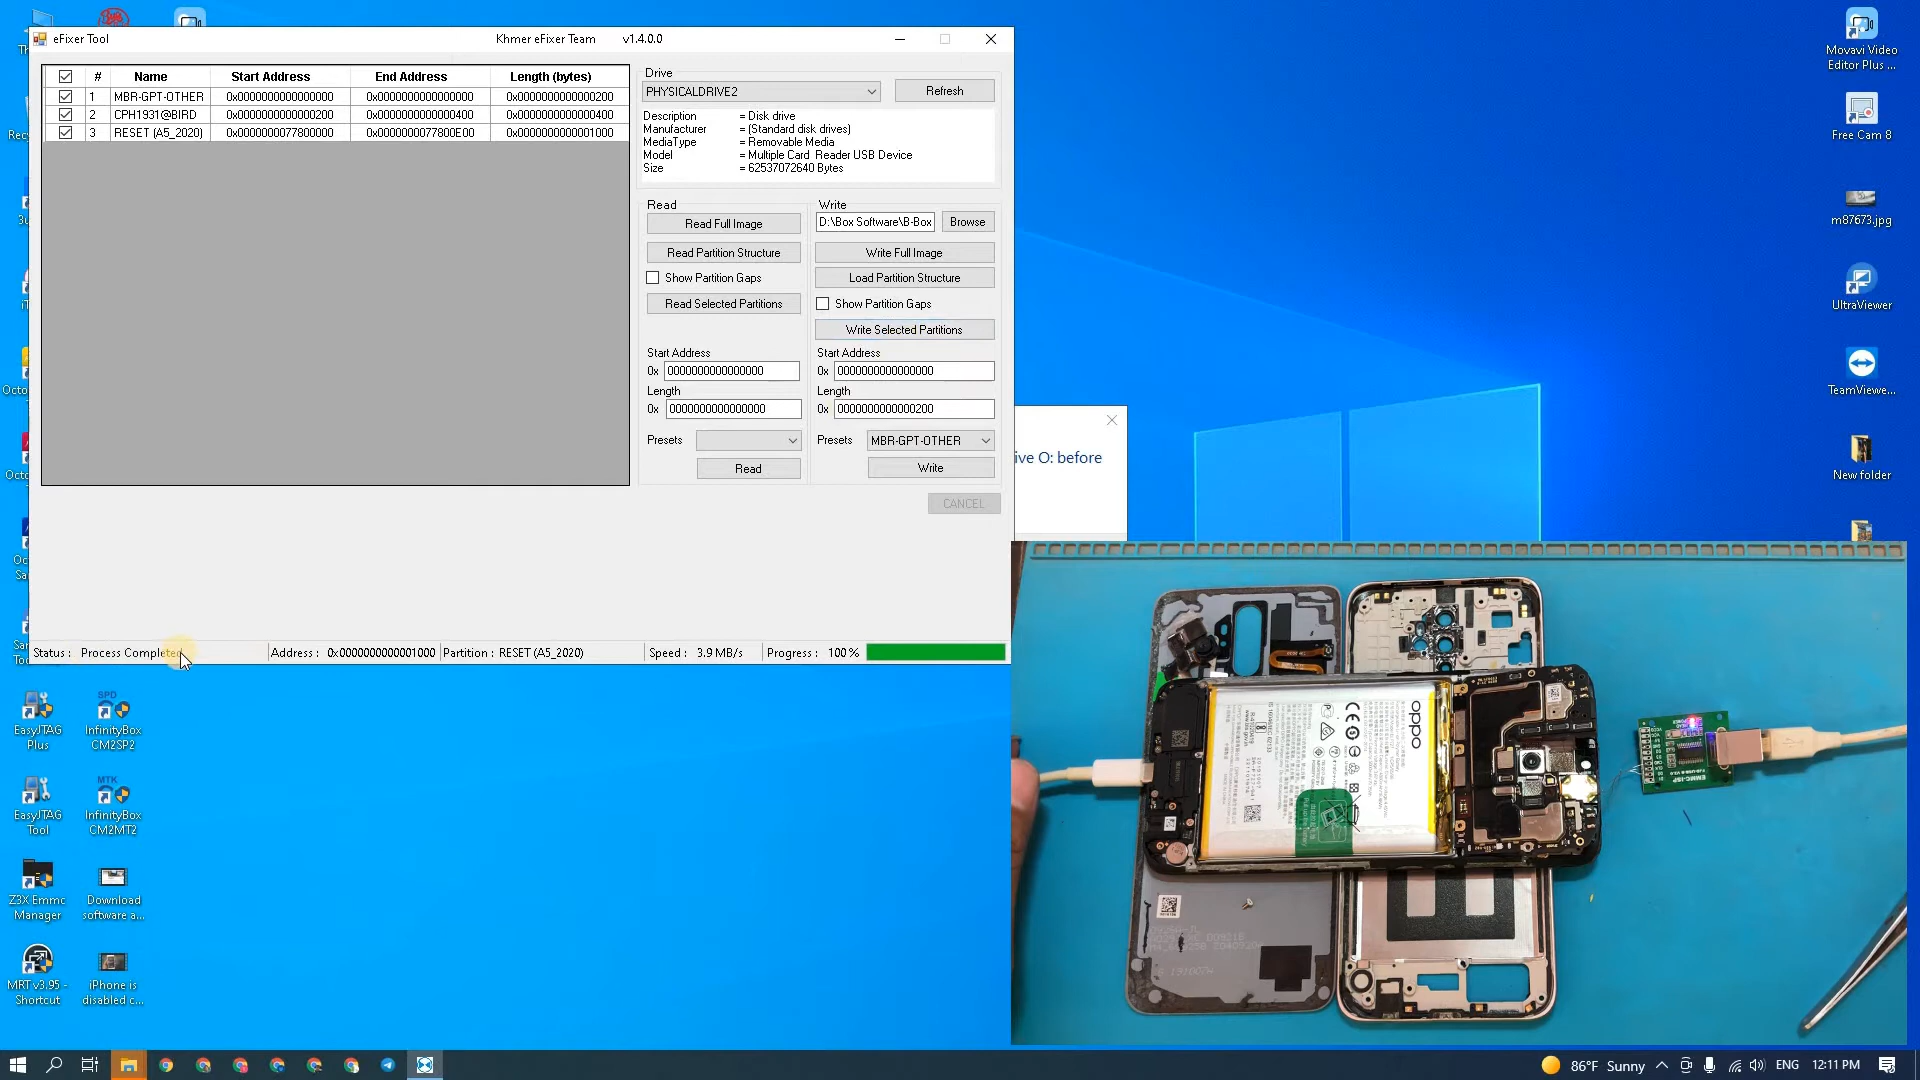 eFixer Tool
Khmer eFixer Team
v1.4.0.0
# Name Start Address End Address Length (bytes)
1 MBR-GPT-OTHER 0x0000000000000000 0x0000000000000000 0x0000000000000200
2 CPH1931@BIRD 0x0000000000000200 0x0000000000000400 0x0000000000000400
3 RESET (A5_2020) 0x0000000077800000 0x0000000077800E00 0x0000000000001000
Drive
PHYSICALDRIVE2
Refresh
Description = Disk drive
Manufacturer = (Standard disk drives)
MediaType = Removable Media
Model = Multiple Card Reader USB Device
Size = 62537072640 Bytes
Read
Read Full Image
Read Partition Structure
Show Partition Gaps
Read Selected Partitions
Start Address
0x 0000000000000000
Length
0x 0000000000000000
Presets
Read
Write
D:\Box Software\B-Box
Browse
Write Full Image
Load Partition Structure
Show Partition Gaps
Write Selected Partitions
Start Address
0x 0000000000000000
Length
0x 0000000000000200
Presets MBR-GPT-OTHER
Write
CANCEL
Status : Process Completed
Address : 0x0000000000001000
Partition : RESET (A5_2020)
Speed : 3.9 MB/s
Progress : 100 %
ive O: before
Movavi Video
Editor Plus ...
Free Cam 8
m87673.jpg
UltraViewer
TeamViewe...
New folder
EasyJTAG
Plus
SPD
InfinityBox
CM2SP2
EasyJTAG
Tool
MTK
InfinityBox
CM2MT2
Z3X Emmc
Manager
Download
software a...
MRT v3.95 -
Shortcut
iPhone is
disabled c...
oppo
EMMC-ISP
86°F Sunny
ENG
12:11 PM